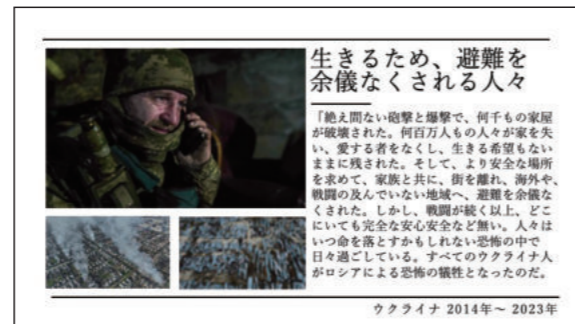 生きるため、避難を
余儀なくされる人々
「絶え間ない砲撃と爆撃で、何千もの家屋
が破壊された。何百万人もの人々が家を失
い、愛する者をなくし、生きる希望もない
ままに残された。そして、より安全な場所
を求めて、家族と共に、街を離れ、海外や、
戦闘の及んでいない地域へ、避難を余儀な
くされた。しかし、戦闘が続く以上、どこ
にいても完全な安心安全など無い。人々は
いつ命を落とすかもしれない恐怖の中で
日々過ごしている。すべてのウクライナ人
がロシアによる恐怖の犠牲となったのだ。
ウクライナ 2014年～ 2023年